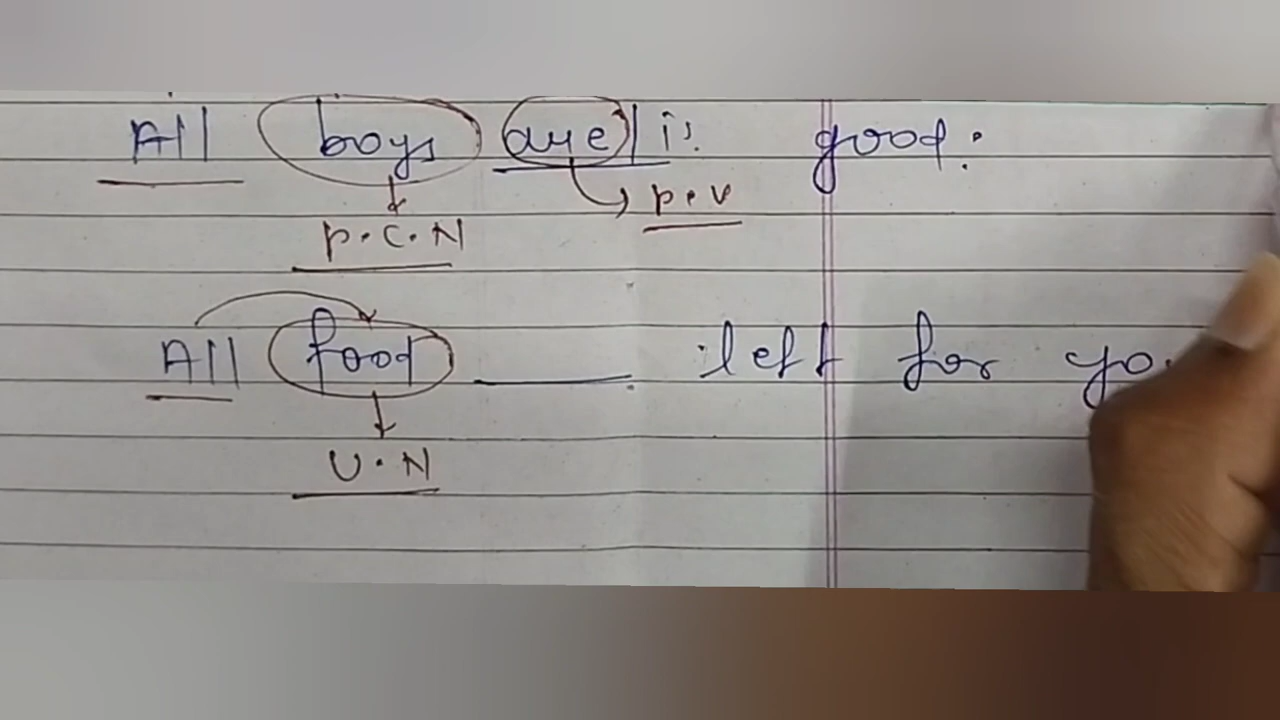 All boys are/is good.
p.v
P.C.N
All food ______ left for yo
U.N